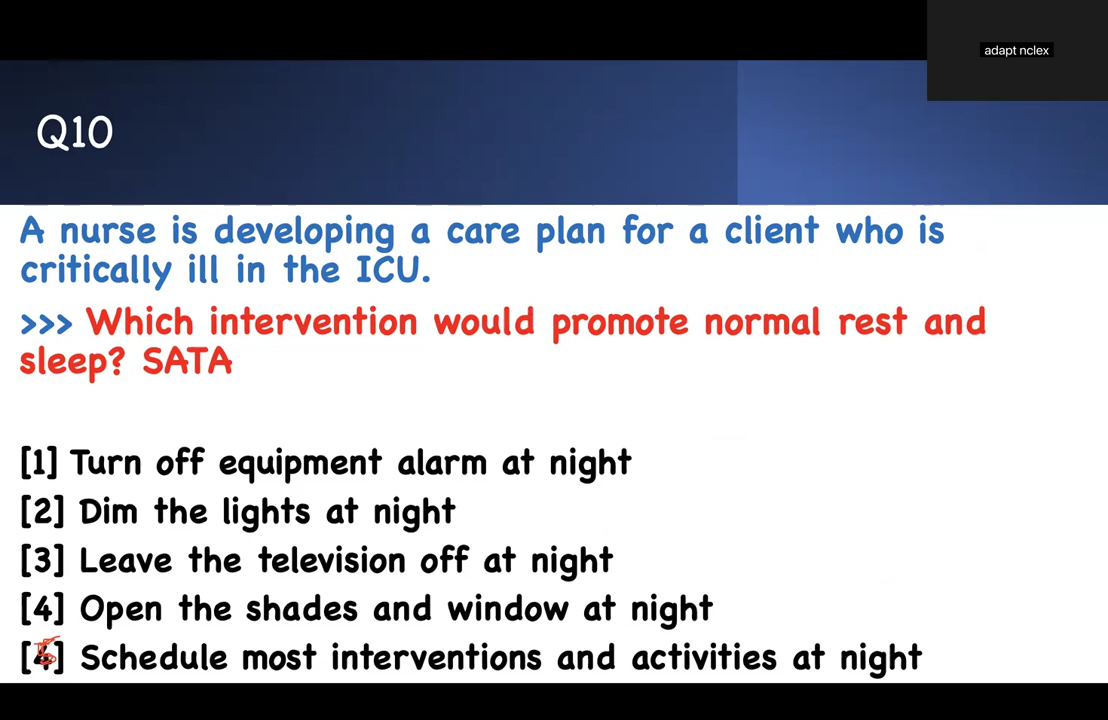 adapt nclex
Q10
A nurse is developing a care plan for a client who is
critically ill in the ICU.
>>> Which intervention would promote normal rest and
sleep? SATA
[1] Turn off equipment alarm at night
[2] Dim the lights at night
[3] Leave the television off at night
[4] Open the shades and window at night
[5] Schedule most interventions and activities at night